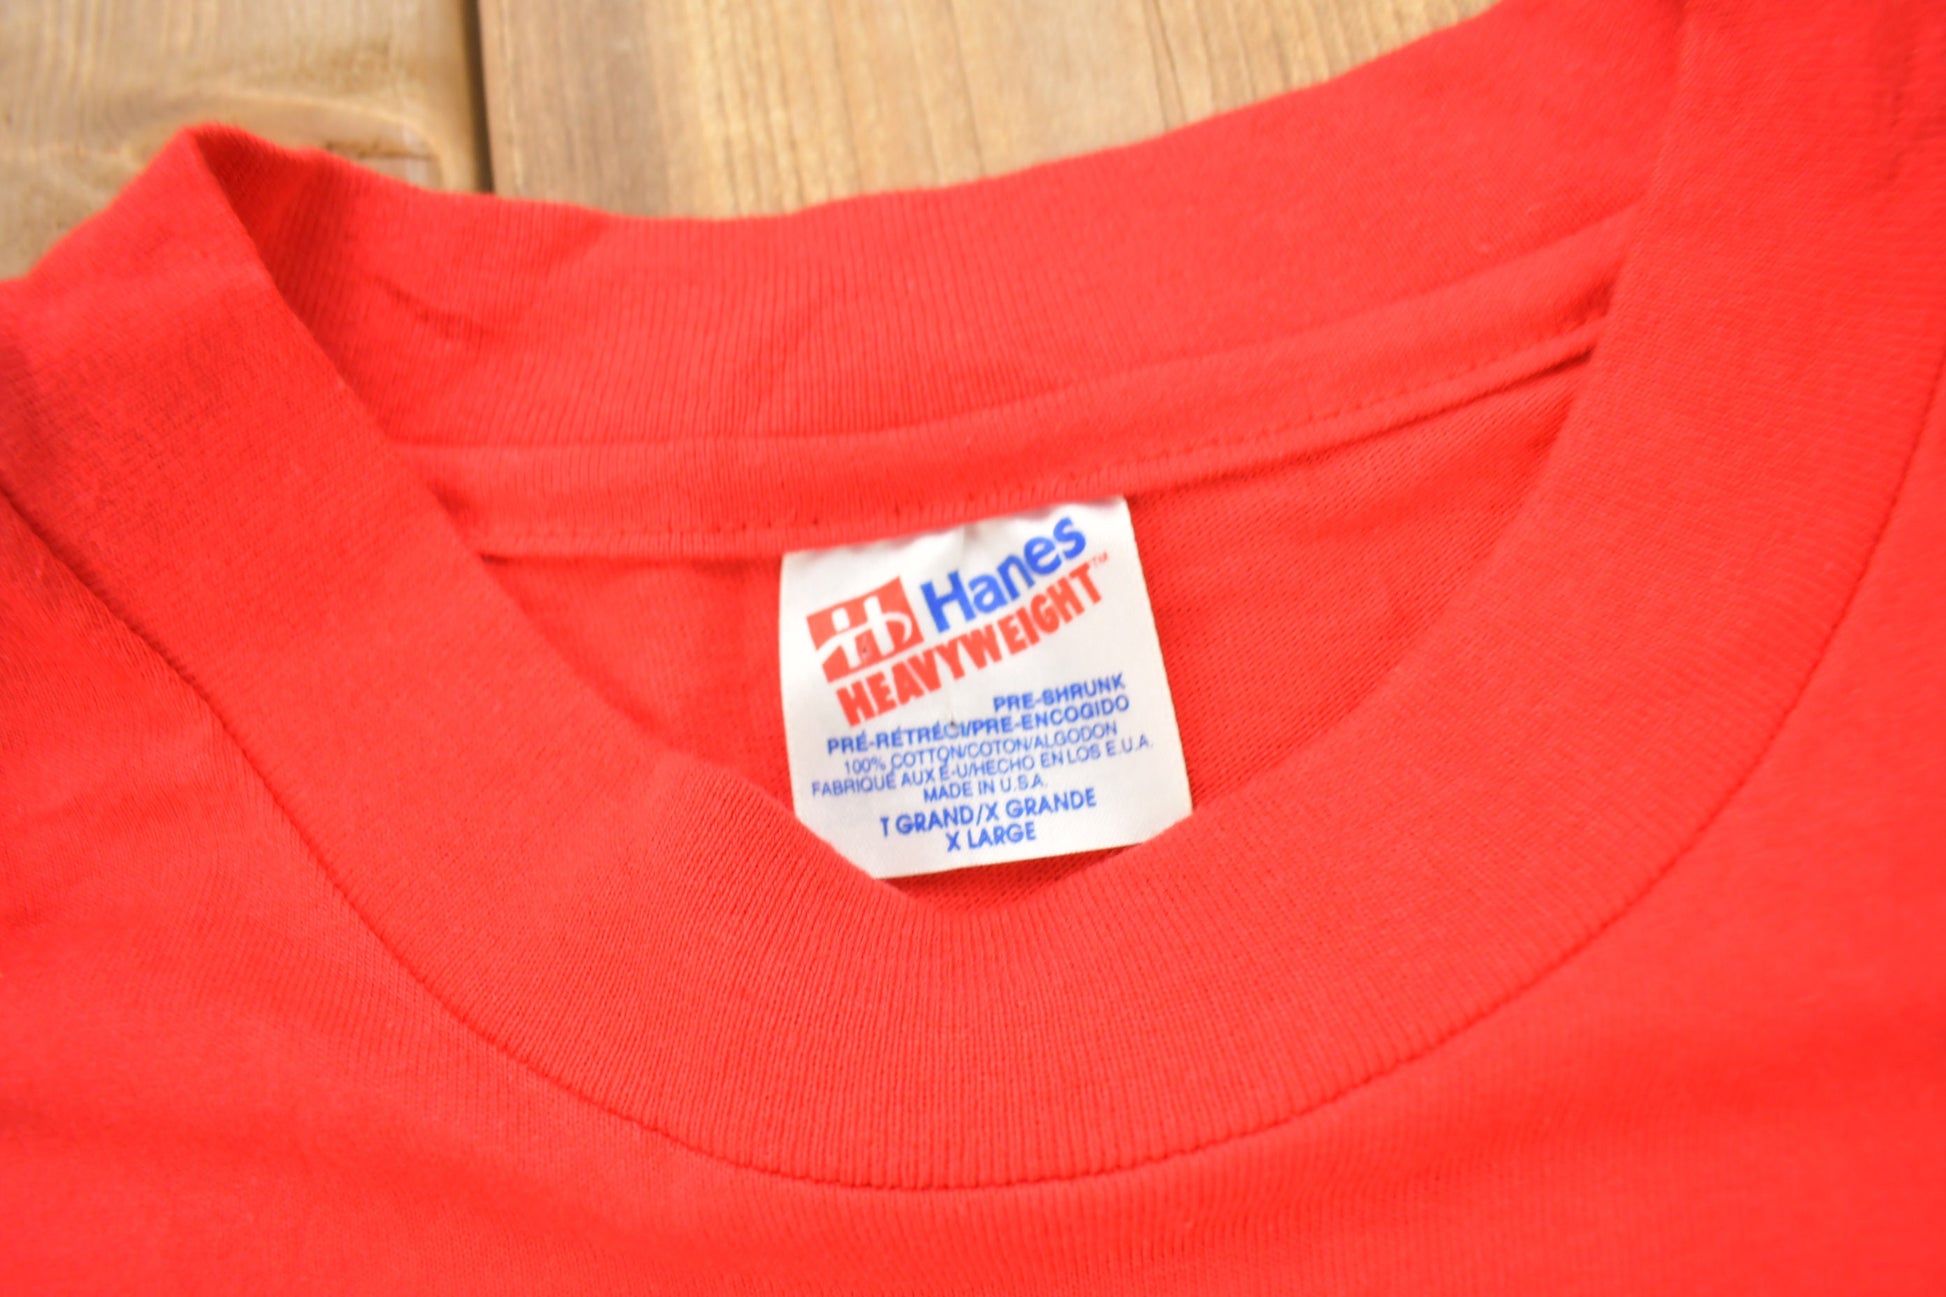 Hanes
HEAVYWEIGHT™
PRE-SHRUNK
PRÉ-RÉTRÉCI/PRE-ENCOGIDO
100% COTTON/COTON/ALGODON
FABRIQUÉ AUX É-U/HECHO EN LOS E.U.A.
MADE IN U.S.A.
T GRAND/X GRANDE
X LARGE